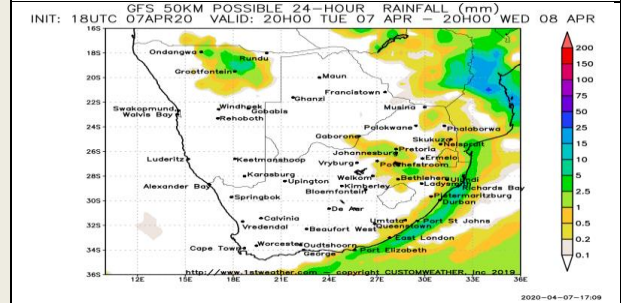 GFS 50KM POSSIBLE 24-HOUR RAINFALL (mm)
INIT: 18UTC 07APR20 VALID: 20H00 TUE 07 APR - 20H00 WED 08 APR
16S
18S
20S
22S
24S
26S
28S
30S
32S
34S
36S
Ondangwa
Rundu
Grootfontein
Maun
Francistown
Ghanzi
Musina
Swakopmund
Walvis Bay
Windhoek
Gobabis
Rehoboth
Polokwane
Phalaborwa
Gaborone
Skukuza
Nelspruit
Johannesburg
Pretoria
Ermelo
Luderitz
Keetmanshoop
Vryburg
Potchefstroom
Karasburg
Upington
Welkom
Bethlehem
Ulundi
Ladysmith
Alexander Bay
Kimberley
Bloemfontein
Richards Bay
Springbok
Pietermaritzburg
Durban
De Aar
Calvinia
Vredendal
Umtata
Port St Johns
Queenstown
Beaufort West
East London
Cape Town
Worcester
Oudtshoorn
George
http://www.1stweather.com - copyright CUSTOMWEATHER, Inc 2019
12E 15E 18E 21E 24E 27E 30E 33E 36E
200
150
100
75
50
25
15
10
5
2.5
1
0.5
0.2
0.1
2020-04-07-17:09